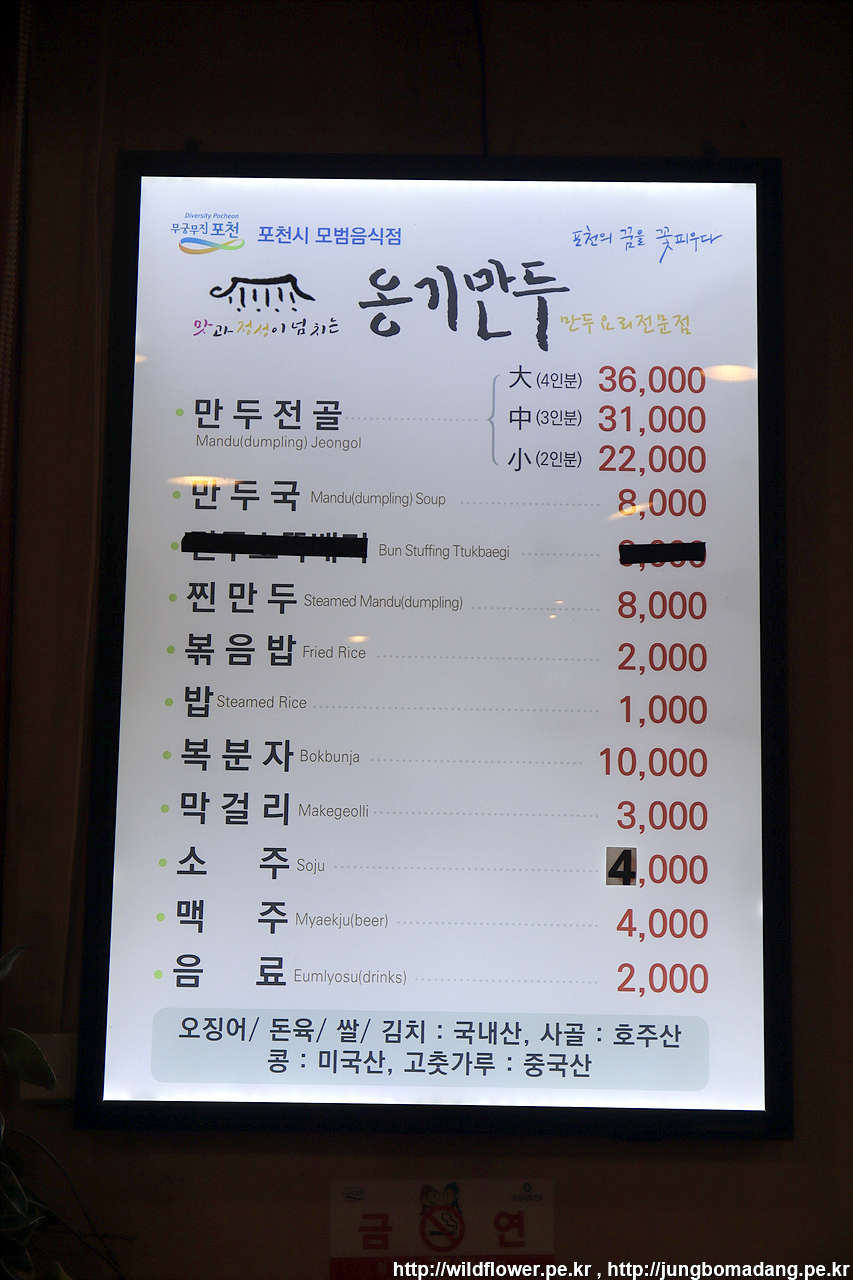 Diversity Pocheon
무궁무진 포천 포천시 모범음식점 포천의 꿈을 꽃피우다
맛과 정성이 넘치는 옹기만두 만두요리전문점
만두전골 大 (4인분) 36,000
Mandu(dumpling) Jeongol 中 (3인분) 31,000
小 (2인분) 22,000
만두국 Mandu(dumpling) Soup 8,000
Bun Stuffing Ttukbaegi
찐만두 Steamed Mandu(dumpling) 8,000
볶음밥 Fried Rice 2,000
밥 Steamed Rice 1,000
복분자 Bokbunja 10,000
막걸리 Makegeolli 3,000
소 주 Soju 4,000
맥 주 Myaekju(beer) 4,000
음 료 Eumlyosu(drinks) 2,000
오징어/ 돈육/ 쌀/ 김치 : 국내산, 사골 : 호주산
콩 : 미국산, 고춧가루 : 중국산
금 연
http://wildflower.pe.kr , http://jungbomadang.pe.kr